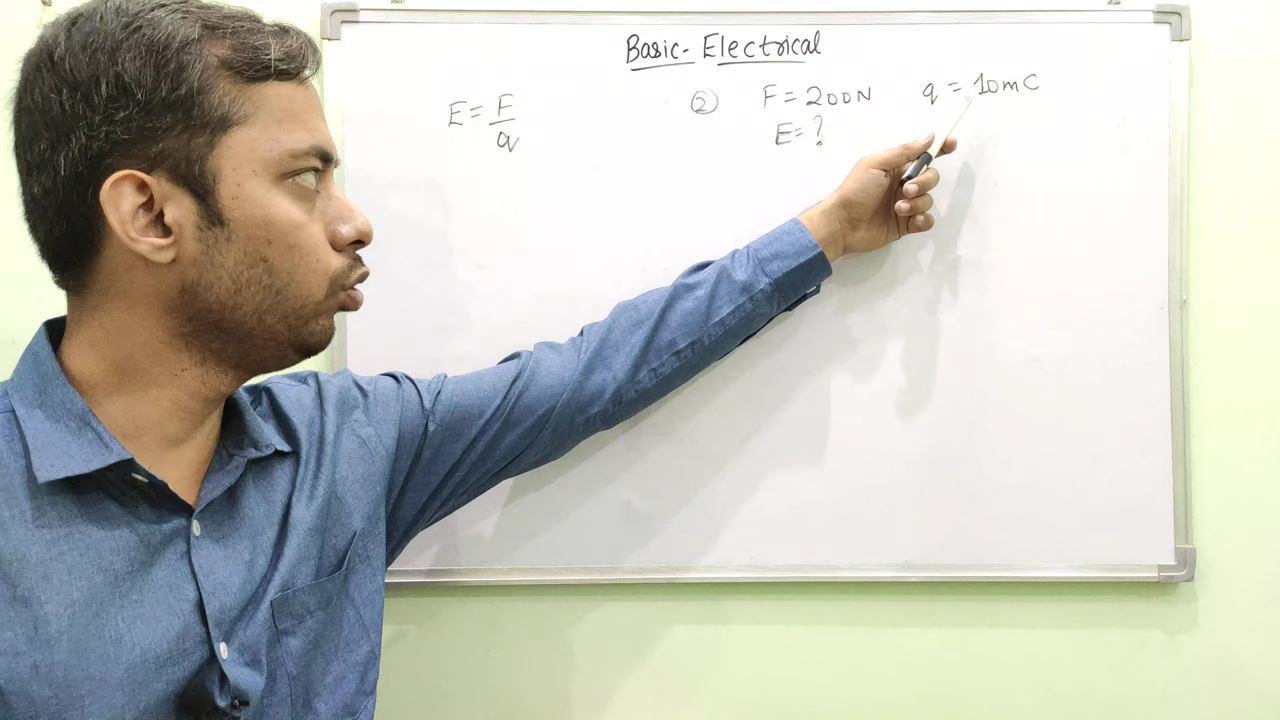 Basic- Electrical
E = F/q
② F = 200N q = 10mC
E = ?